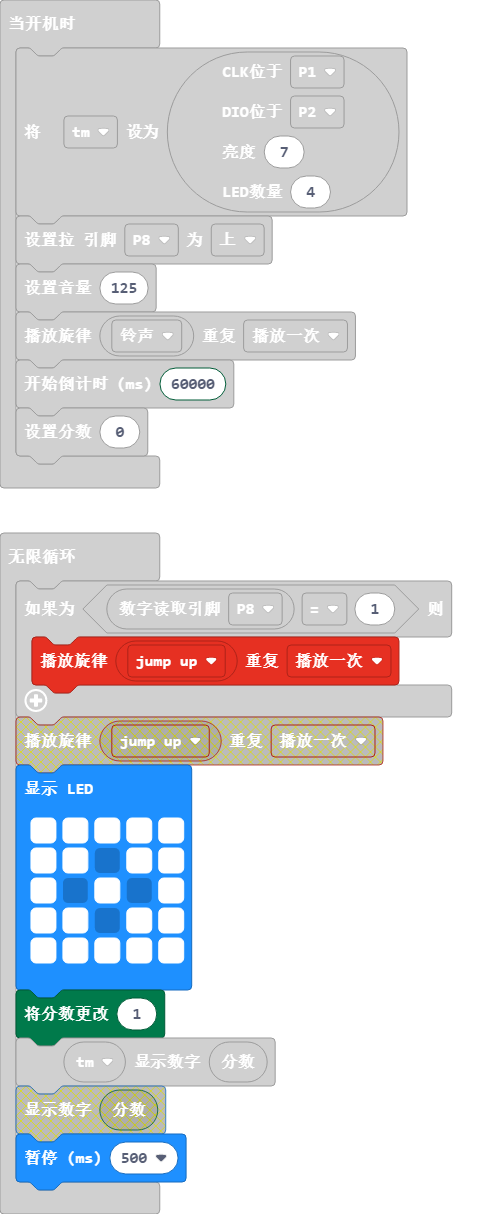 当开机时
CLK位于 P1
DIO位于 P2
将 tm 设为
亮度 7
LED数量 4
设置拉 引脚 P8 为 上
设置音量 125
播放旋律 铃声 重复 播放一次
开始倒计时 (ms) 60000
设置分数 0
无限循环
如果为 数字读取引脚 P8 = 1 则
播放旋律 jump up 重复 播放一次
播放旋律 jump up 重复 播放一次
显示 LED
将分数更改 1
tm 显示数字 分数
显示数字 分数
暂停 (ms) 500